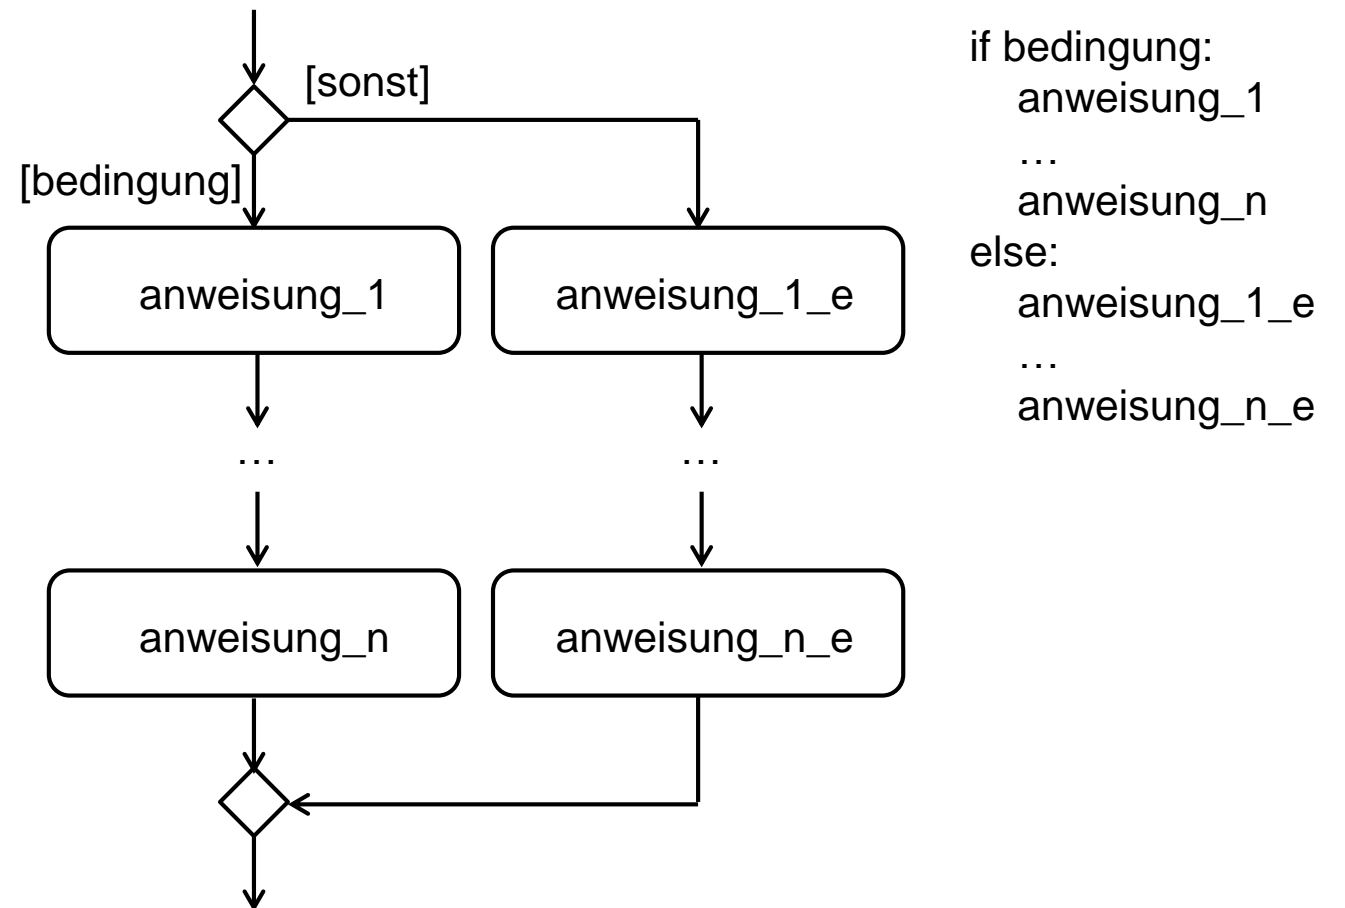 [sonst]
[bedingung]
anweisung_1
anweisung_1_e
…
…
anweisung_n
anweisung_n_e
if bedingung:
anweisung_1
…
anweisung_n
else:
anweisung_1_e
…
anweisung_n_e